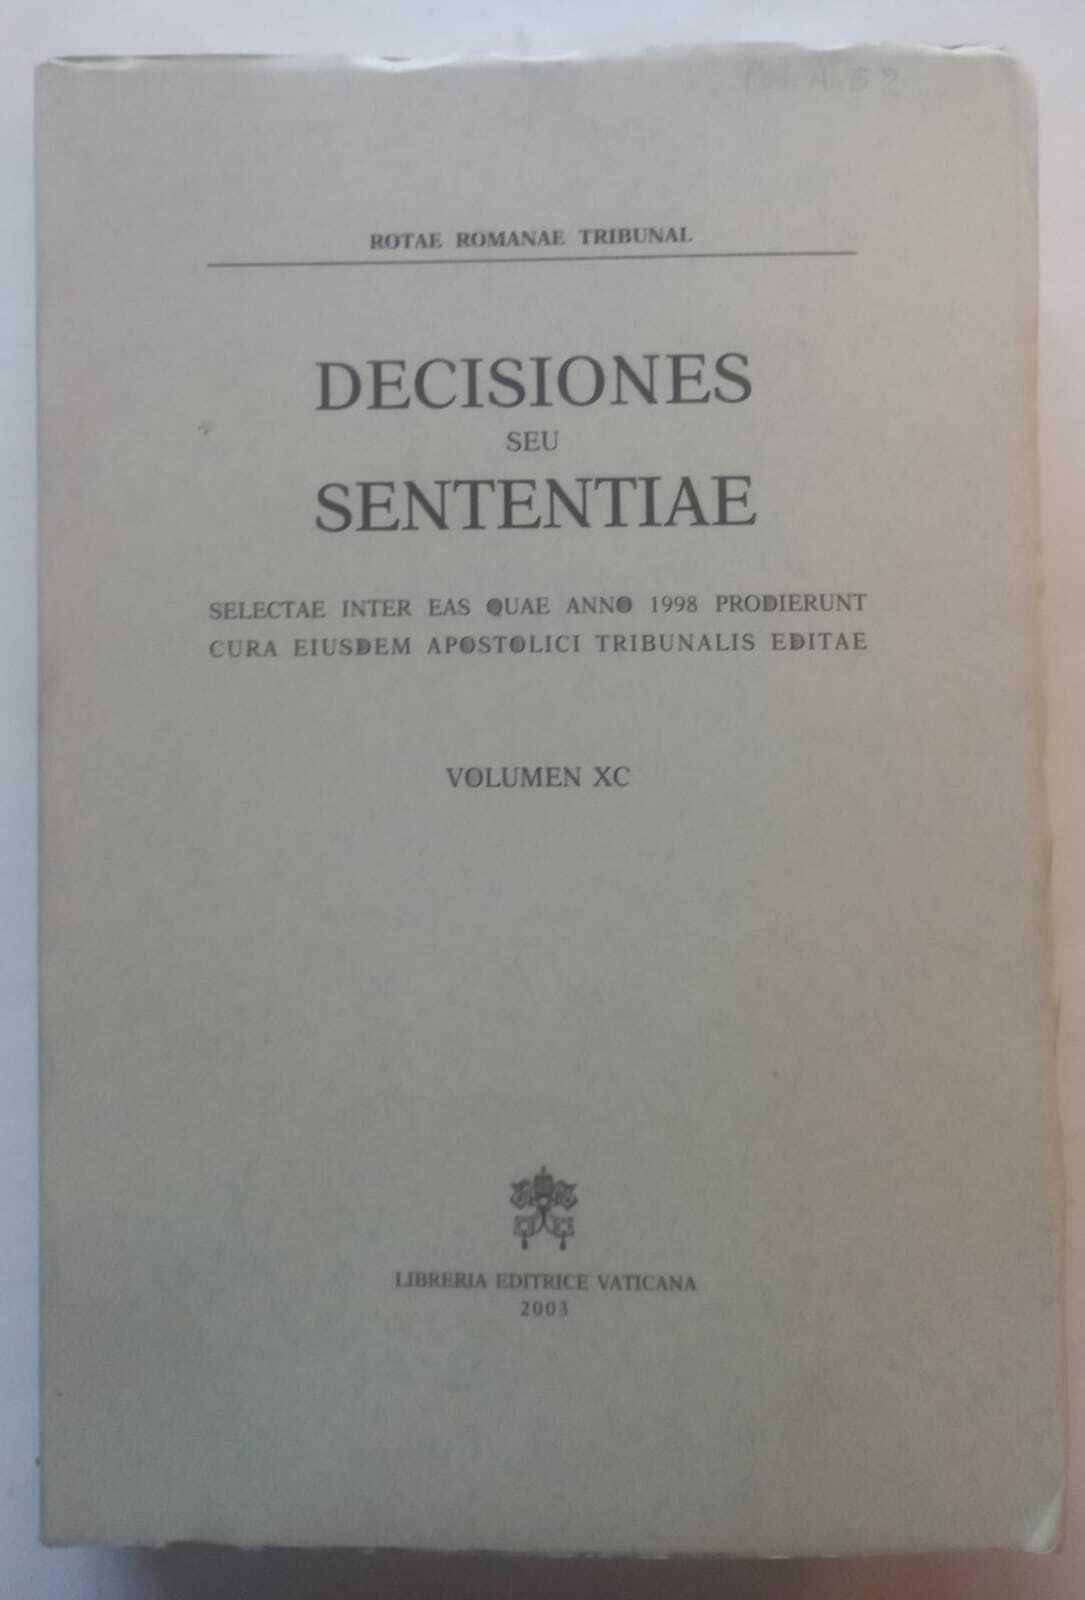 ROTAE ROMANAE TRIBUNAL
DECISIONES
SEU
SENTENTIAE
SELECTAE INTER EAS QUAE ANNO 1998 PRODIERUNT
CURA EIUSDEM APOSTOLICI TRIBUNALIS EDITAE
VOLUMEN XC
LIBRERIA EDITRICE VATICANA
2003